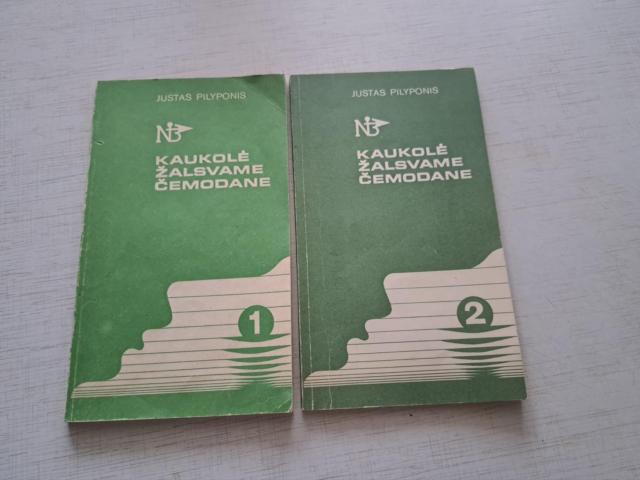 JUSTAS PILYPONIS
NB
KAUKOLĖ
ŽALSVAME
ČEMODANE
1
JUSTAS PILYPONIS
NB
KAUKOLĖ
ŽALSVAME
ČEMODANE
2